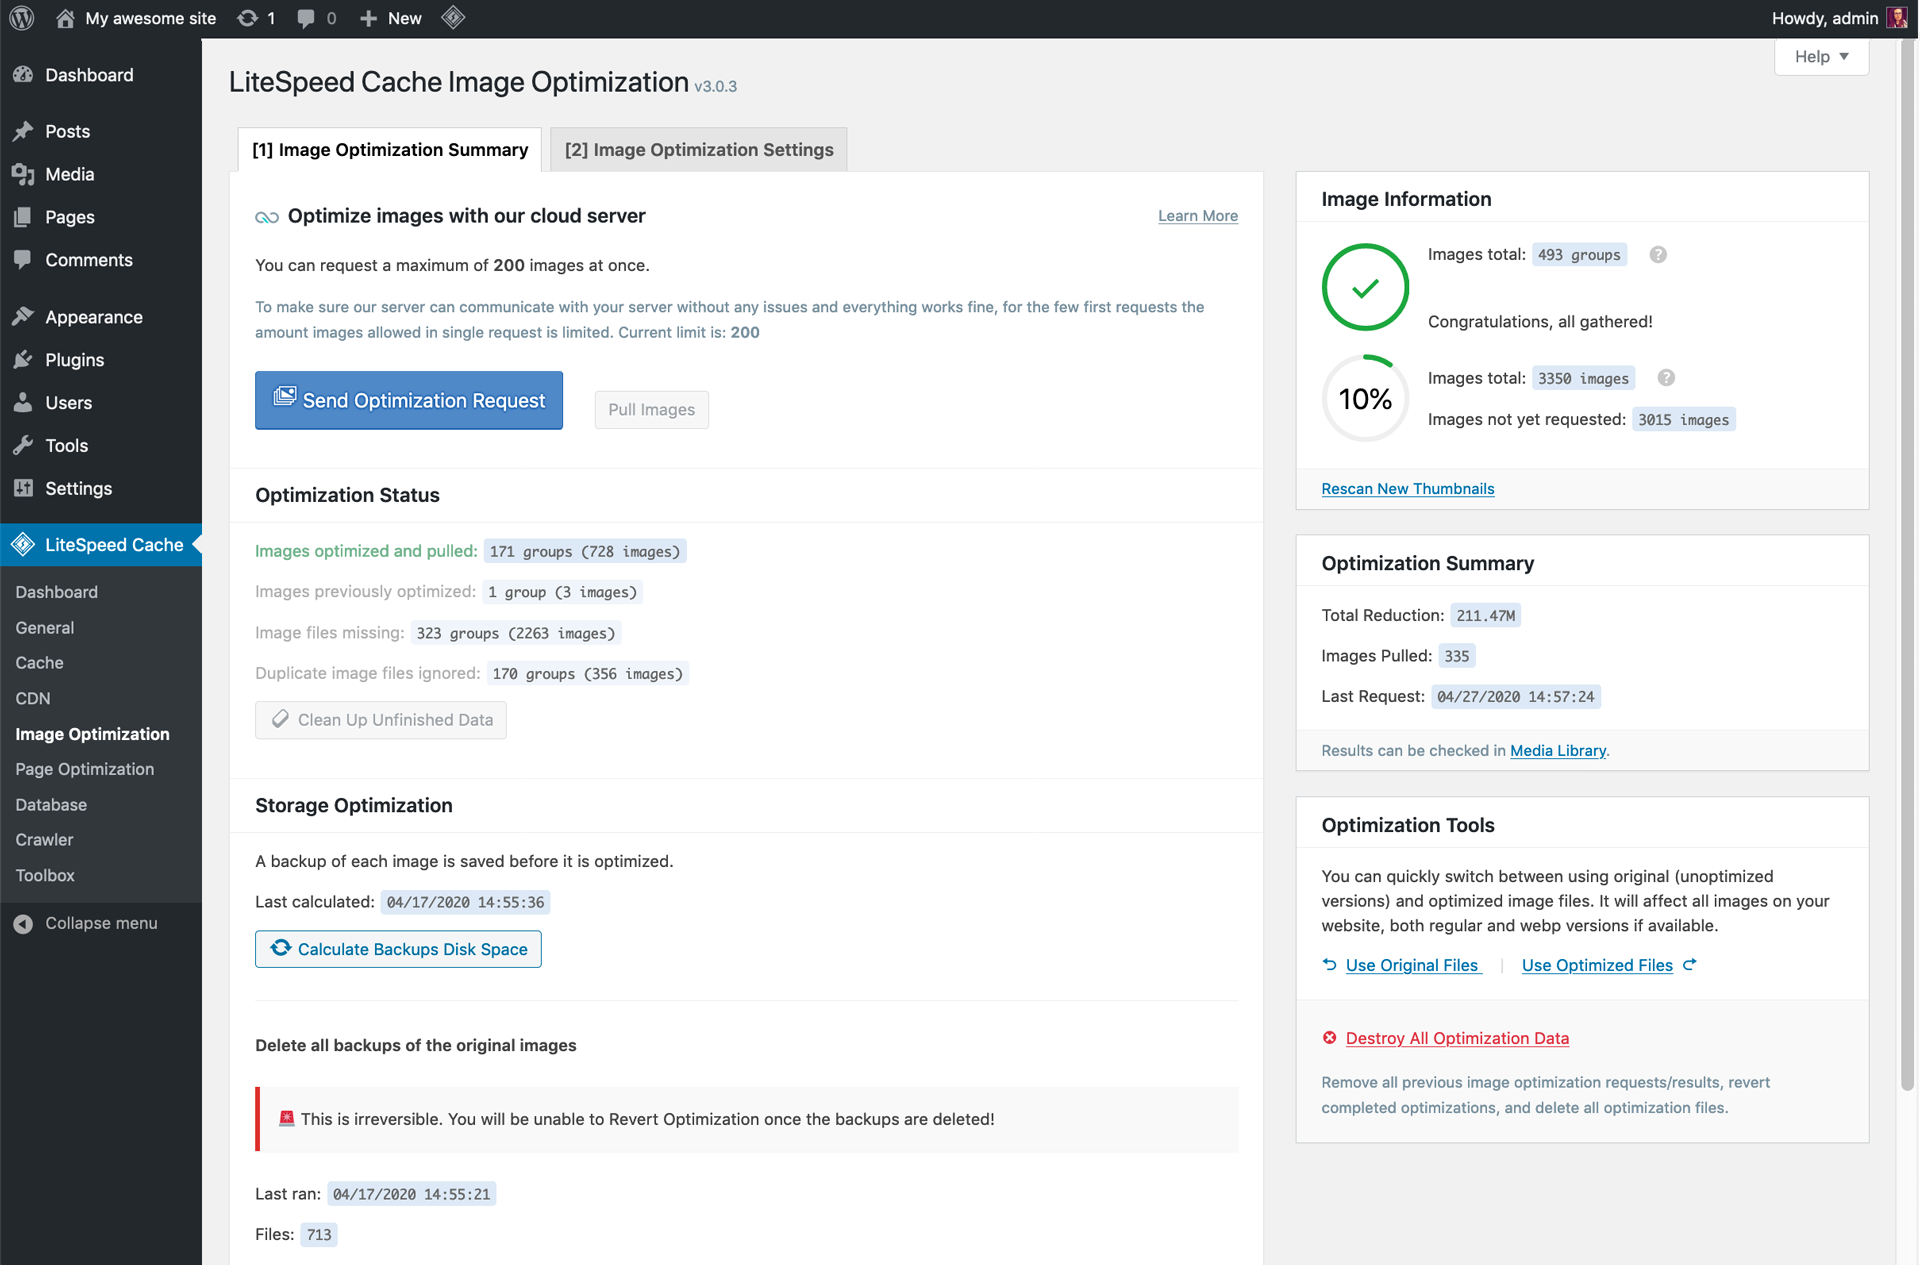 My awesome site 1 0 New Howdy, admin
Help
Dashboard
Posts
Media
Pages
Comments
Appearance
Plugins
Users
Tools
Settings
LiteSpeed Cache
Dashboard
General
Cache
CDN
Image Optimization
Page Optimization
Database
Crawler
Toolbox
Collapse menu
LiteSpeed Cache Image Optimization v3.0.3
[1] Image Optimization Summary
[2] Image Optimization Settings
Optimize images with our cloud server
Learn More
You can request a maximum of 200 images at once.
To make sure our server can communicate with your server without any issues and everything works fine, for the few first requests the
amount images allowed in single request is limited. Current limit is: 200
Send Optimization Request
Pull Images
Optimization Status
Images optimized and pulled: 171 groups (728 images)
Images previously optimized: 1 group (3 images)
Image files missing: 323 groups (2263 images)
Duplicate image files ignored: 170 groups (356 images)
Clean Up Unfinished Data
Storage Optimization
A backup of each image is saved before it is optimized.
Last calculated: 04/17/2020 14:55:36
Calculate Backups Disk Space
Delete all backups of the original images
This is irreversible. You will be unable to Revert Optimization once the backups are deleted!
Last ran: 04/17/2020 14:55:21
Files: 713
Image Information
Images total: 493 groups ?
Congratulations, all gathered!
10%
Images total: 3350 images ?
Images not yet requested: 3015 images
Rescan New Thumbnails
Optimization Summary
Total Reduction: 211.47M
Images Pulled: 335
Last Request: 04/27/2020 14:57:24
Results can be checked in Media Library.
Optimization Tools
You can quickly switch between using original (unoptimized
versions) and optimized image files. It will affect all images on your
website, both regular and webp versions if available.
Use Original Files | Use Optimized Files
Destroy All Optimization Data
Remove all previous image optimization requests/results, revert
completed optimizations, and delete all optimization files.